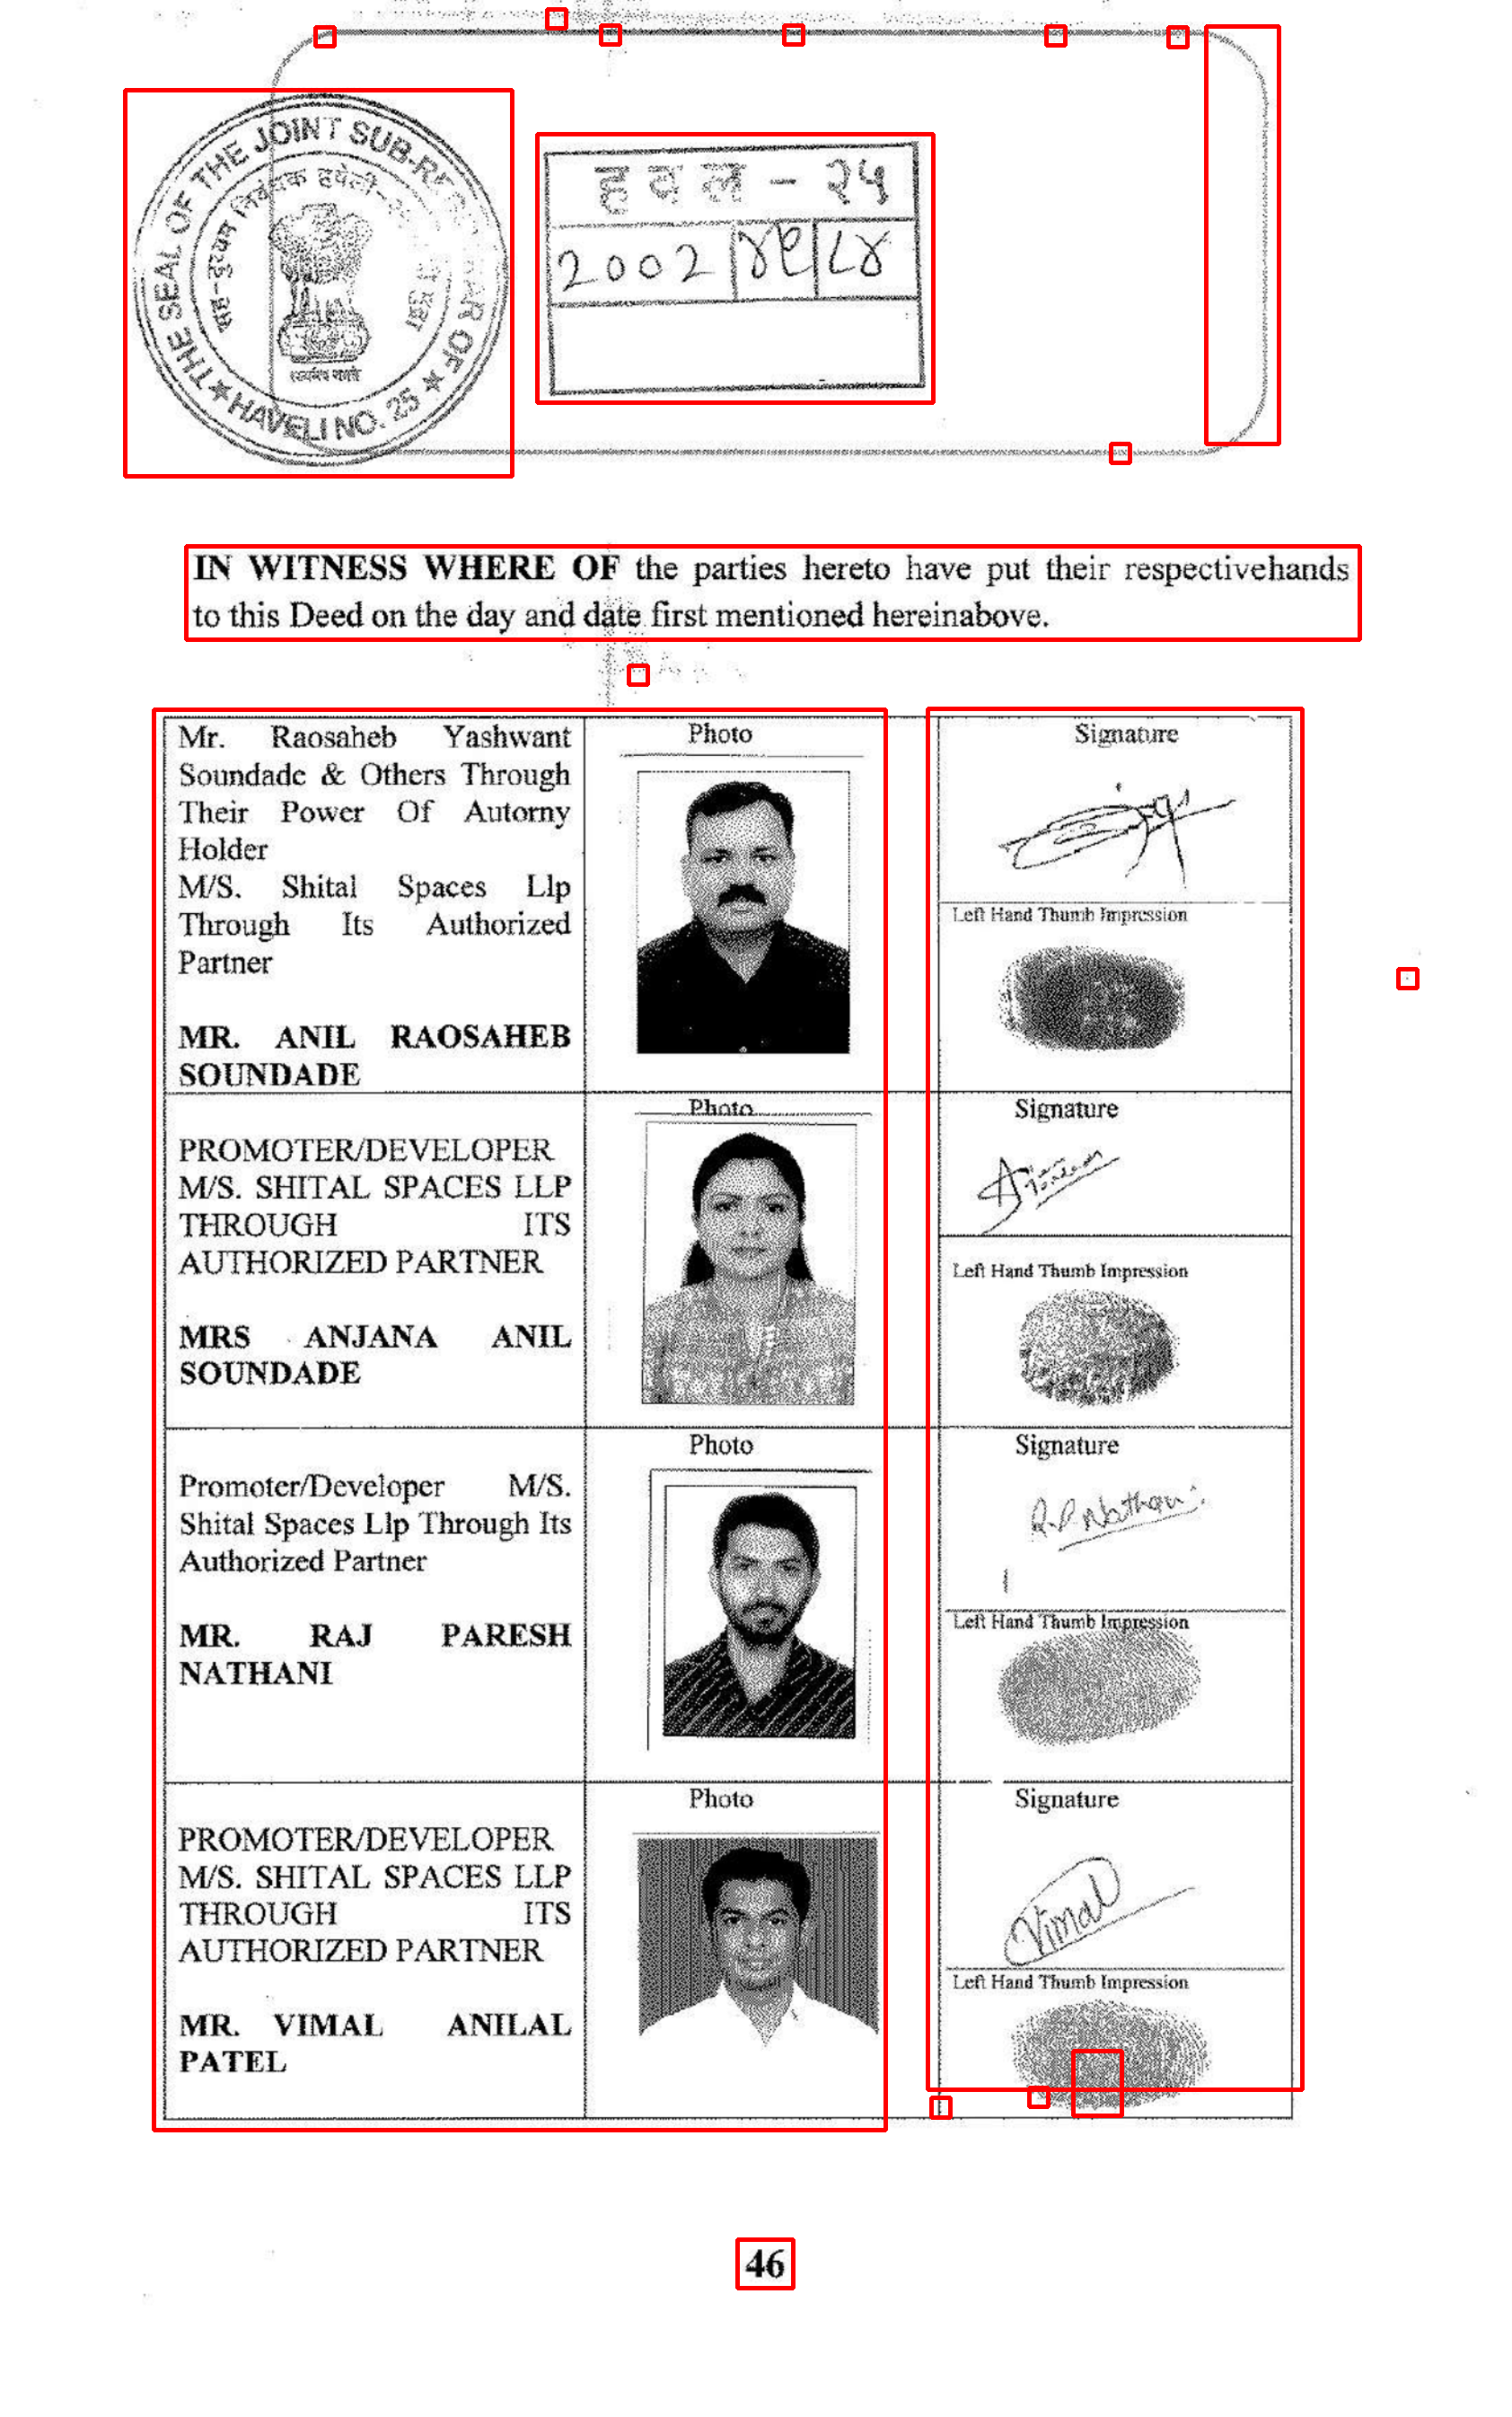 THE SEAL OF THE JOINT SUB-REGISTRAR OF
HAVELI NO. 25
सह-दुय्यम निबंधक हवेली-
सत्यमेव जयते
हवल - २५
2002 ४९ ८४
IN WITNESS WHERE OF the parties hereto have put their respectivehands
to this Deed on the day and date first mentioned hereinabove.
Mr. Raosaheb Yashwant
Soundade & Others Through
Their Power Of Autorny
Holder
M/S. Shital Spaces Llp
Through Its Authorized
Partner
MR. ANIL RAOSAHEB
SOUNDADE
Photo
Signature
Left Hand Thumb Impression
PROMOTER/DEVELOPER
M/S. SHITAL SPACES LLP
THROUGH ITS
AUTHORIZED PARTNER
MRS ANJANA ANIL
SOUNDADE
Photo
Signature
Left Hand Thumb Impression
Promoter/Developer M/S.
Shital Spaces Llp Through Its
Authorized Partner
MR. RAJ PARESH
NATHANI
Photo
Signature
R.P. Nathani
Left Hand Thumb Impression
PROMOTER/DEVELOPER
M/S. SHITAL SPACES LLP
THROUGH ITS
AUTHORIZED PARTNER
MR. VIMAL ANILAL
PATEL
Photo
Signature
Vimal
Left Hand Thumb Impression
46